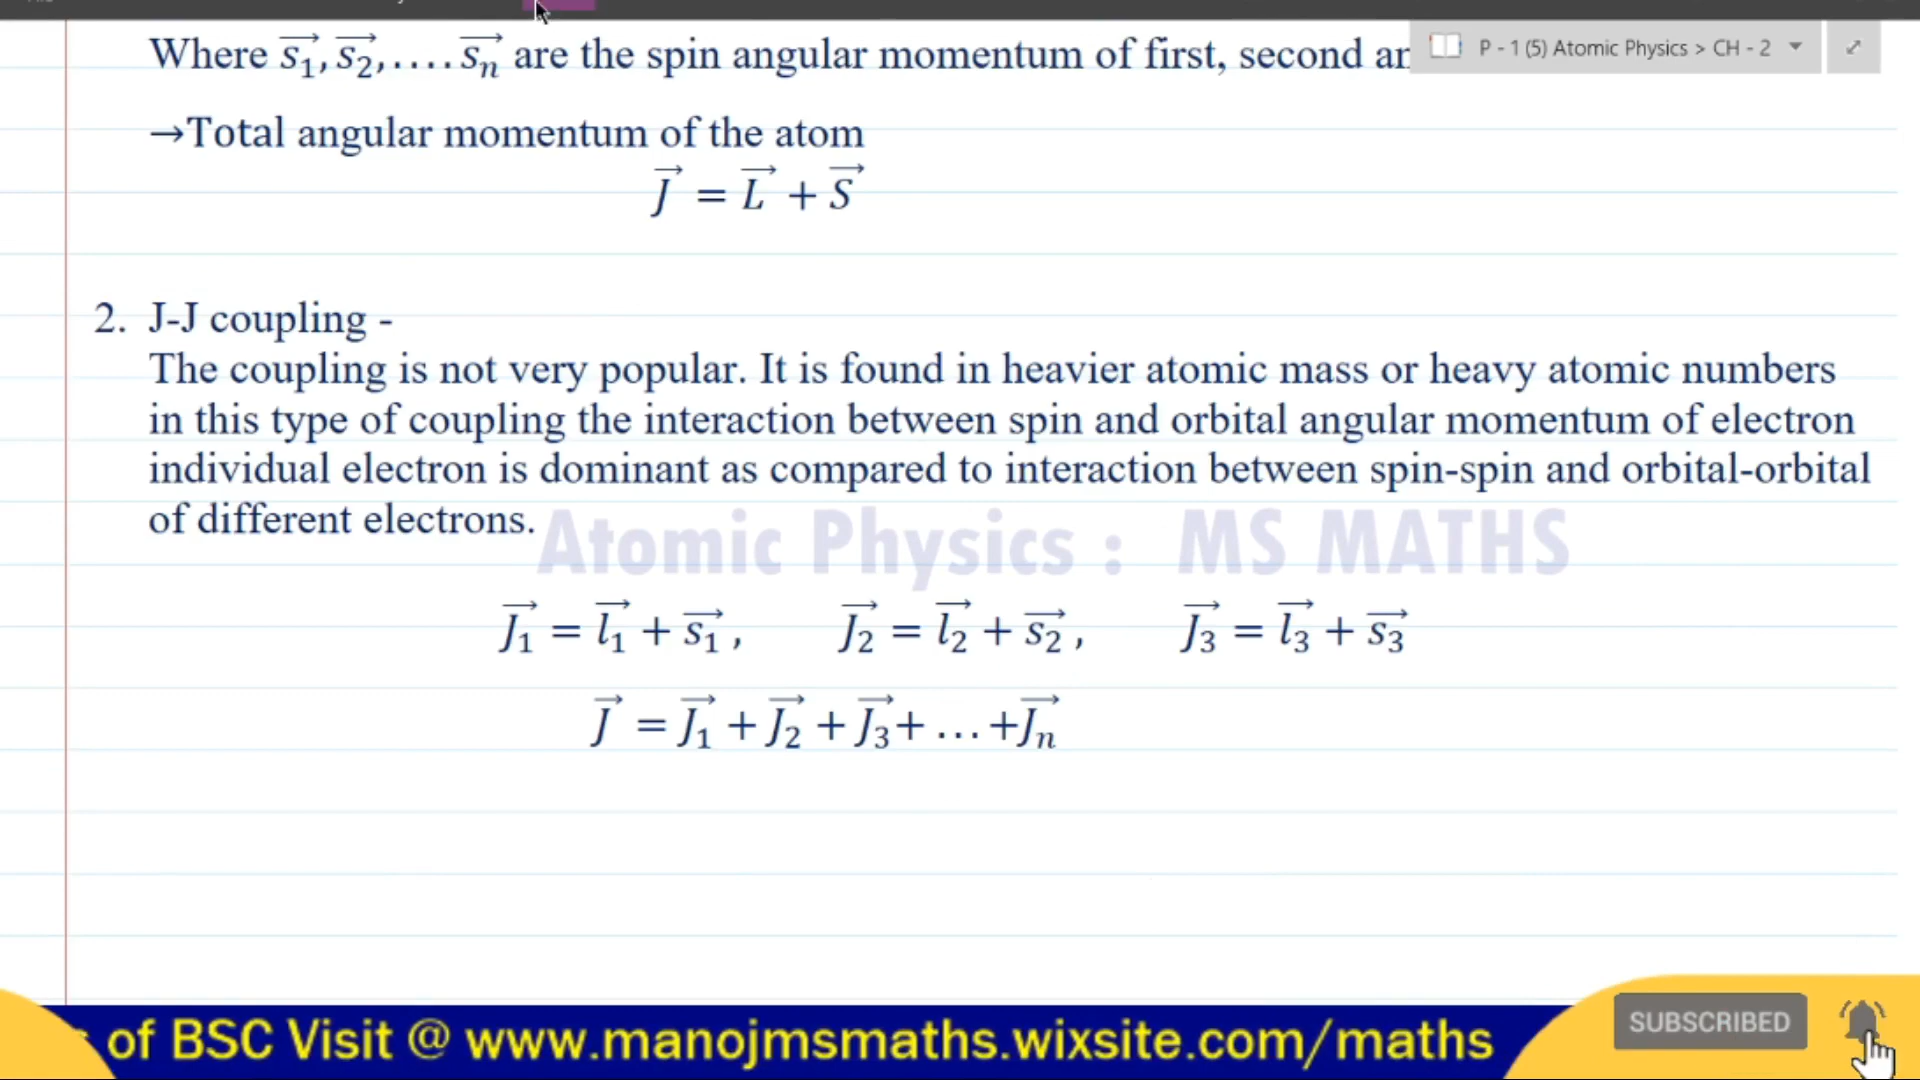 Where s₁⃗, s₂⃗, .... sₙ⃗ are the spin angular momentum of first, second
P - 1 (5) Atomic Physics > CH - 2
→Total angular momentum of the atom
J⃗ = L⃗ + S⃗
2. J-J coupling -
The coupling is not very popular. It is found in heavier atomic mass or heavy atomic numbers
in this type of coupling the interaction between spin and orbital angular momentum of electron
individual electron is dominant as compared to interaction between spin-spin and orbital-orbital
of different electrons.
Atomic Physics : MS MATHS
J₁⃗ = l₁⃗ + s₁⃗ , J₂⃗ = l₂⃗ + s₂⃗ , J₃⃗ = l₃⃗ + s₃⃗
J⃗ = J₁⃗ + J₂⃗ + J₃⃗ + … + Jₙ⃗
of BSC Visit @ www.manojmsmaths.wixsite.com/maths
SUBSCRIBED